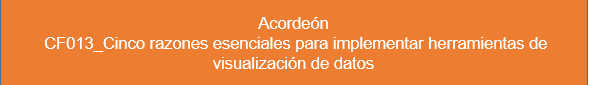 Acordeón
CF013_Cinco razones esenciales para implementar herramientas de
visualización de datos